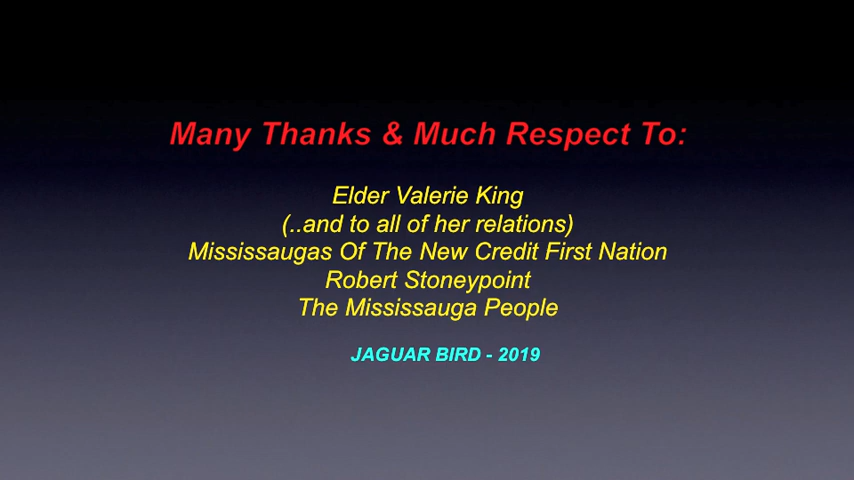 Many Thanks & Much Respect To:
Elder Valerie King
(..and to all of her relations)
Mississaugas Of The New Credit First Nation
Robert Stoneypoint
The Mississauga People
JAGUAR BIRD - 2019